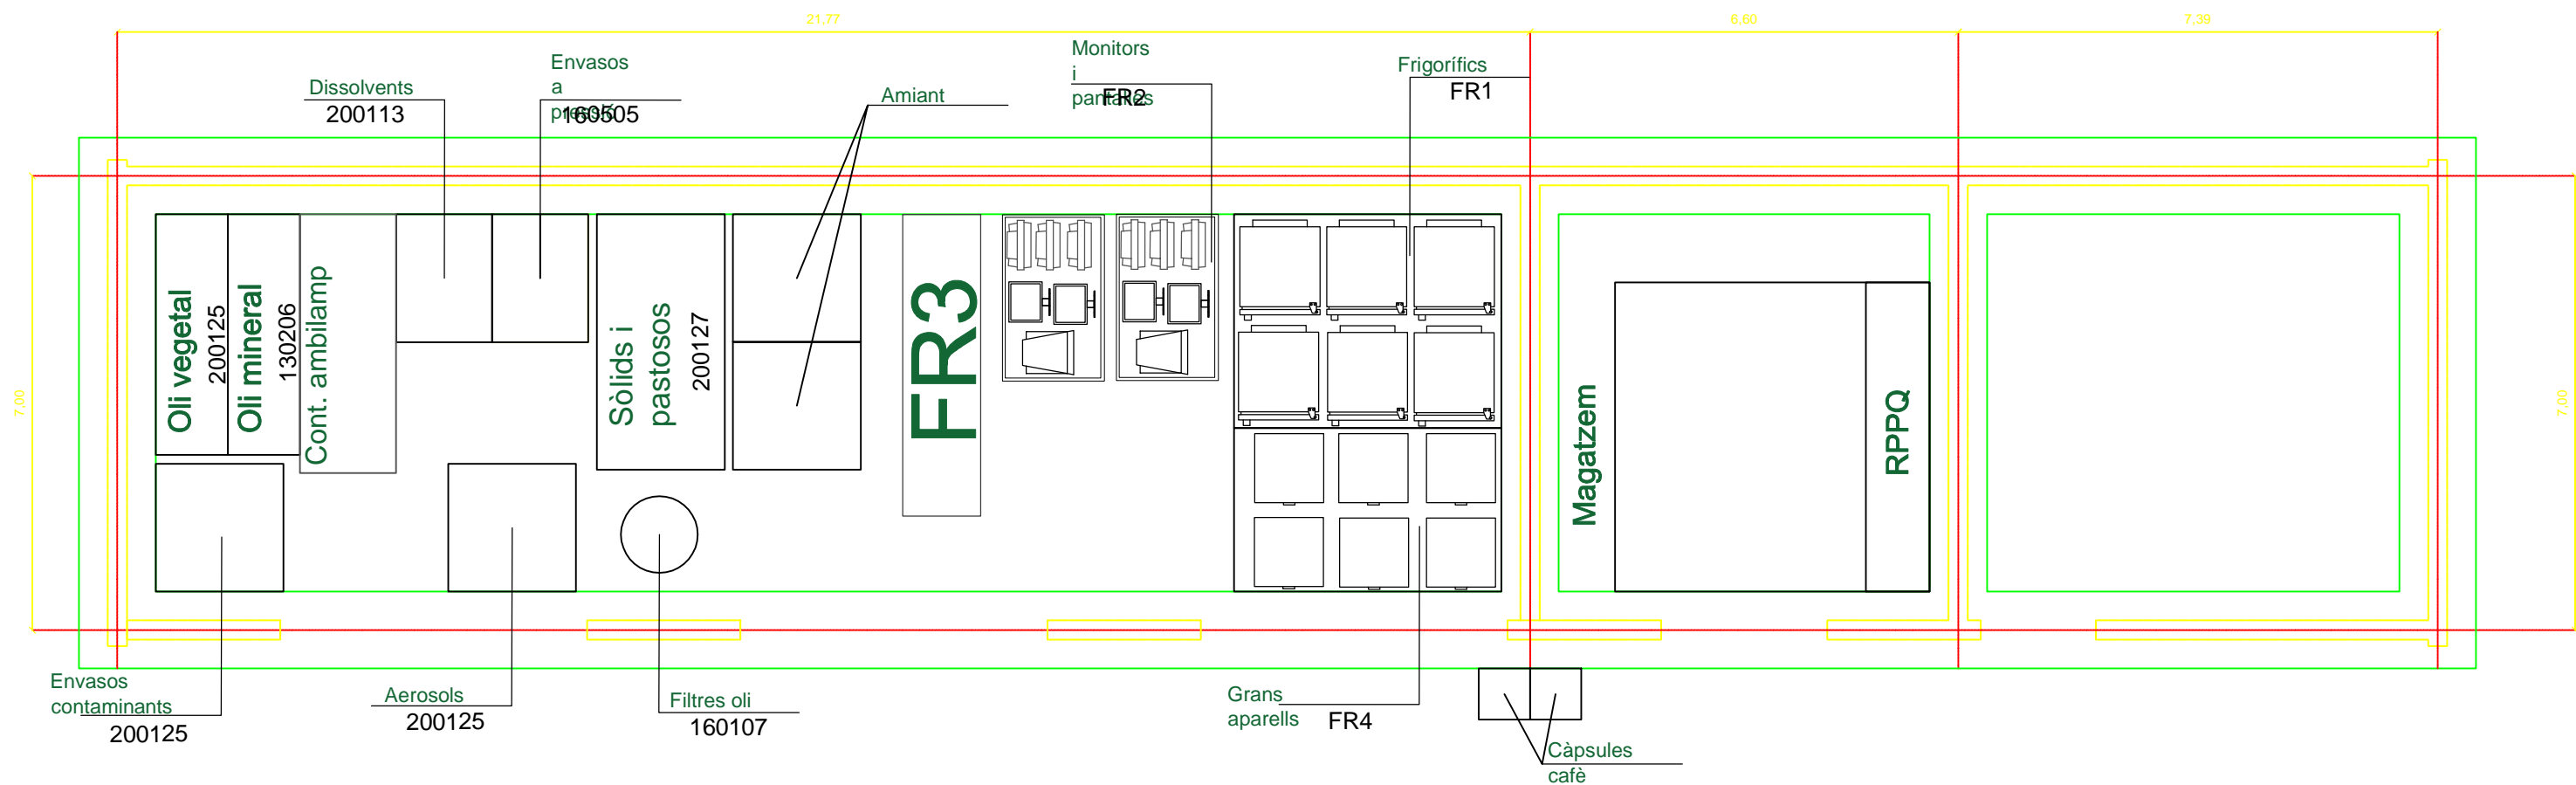 21,77
6,60
7,39
Monitors
i
pantalles
FR2
Envasos
a
pressió
160505
Frigorífics
FR1
Dissolvents
200113
Amiant
Oli vegetal
200125
Oli mineral
130206
Cont. ambilamp
Sòlids i
pastosos
200127
FR3
Magatzem
RPPQ
7,00
7,00
Envasos
contaminants
200125
Aerosols
200125
Filtres oli
160107
Grans
aparells
FR4
Càpsules
cafè